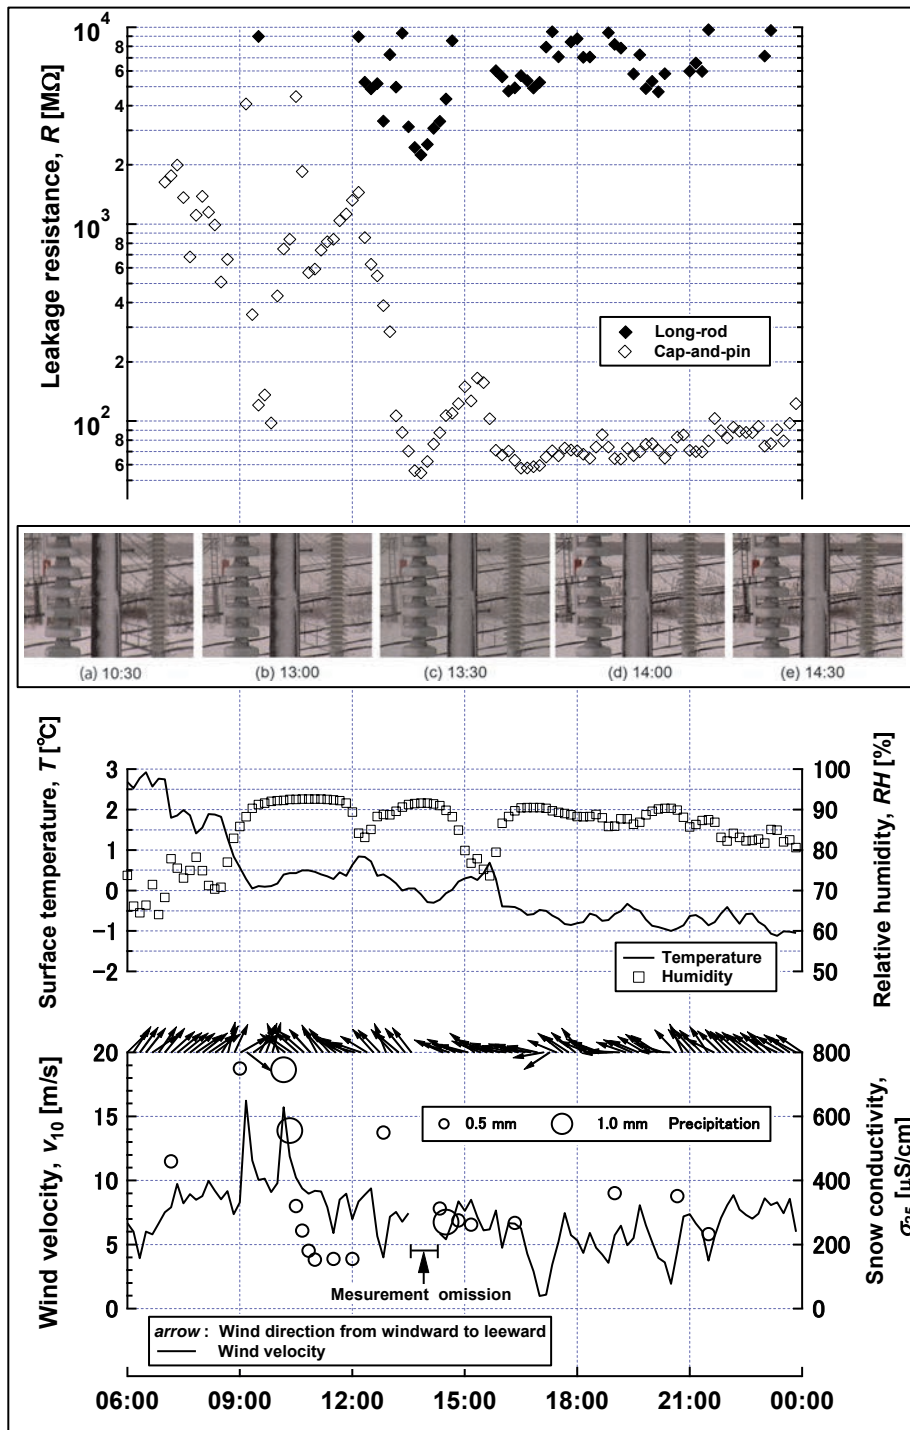 Leakage resistance, R [MΩ]
10⁴
8
6
4
2
10³
8
6
4
2
10²
8
6
Long-rod
Cap-and-pin
(a) 10:30
(b) 13:00
(c) 13:30
(d) 14:00
(e) 14:30
Surface temperature, T [℃]
3
2
1
0
−1
−2
100
90
80
70
60
50
Relative humidity, RH [%]
Temperature
Humidity
Wind velocity, v₁₀ [m/s]
20
15
10
5
0
800
600
400
200
0
Snow conductivity,
σ₂₅ [μS/cm]
0.5 mm 1.0 mm Precipitation
Mesurement omission
arrow : Wind direction from windward to leeward
Wind velocity
06:00 09:00 12:00 15:00 18:00 21:00 00:00